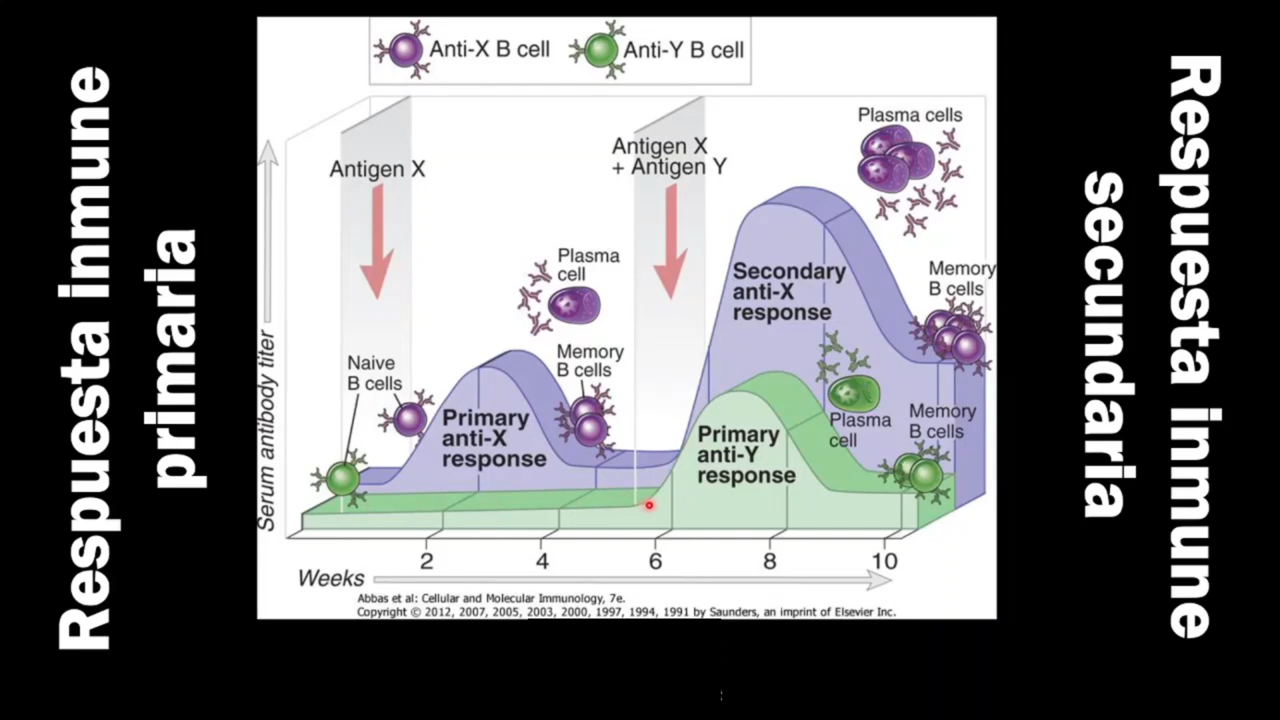 Respuesta inmune
primaria
Anti-X B cell
Anti-Y B cell
Antigen X
Antigen X
+ Antigen Y
Plasma cells
Plasma
cell
Secondary
anti-X
response
Memory
B cells
Naive
B cells
Memory
B cells
Primary
anti-X
response
Primary
anti-Y
response
Plasma
cell
Memory
B cells
Serum antibody titer
2
4
6
8
10
Weeks
Abbas et al: Cellular and Molecular Immunology, 7e.
Copyright © 2012, 2007, 2005, 2003, 2000, 1997, 1994, 1991 by Saunders, an imprint of Elsevier Inc.
Respuesta inmune
secundaria